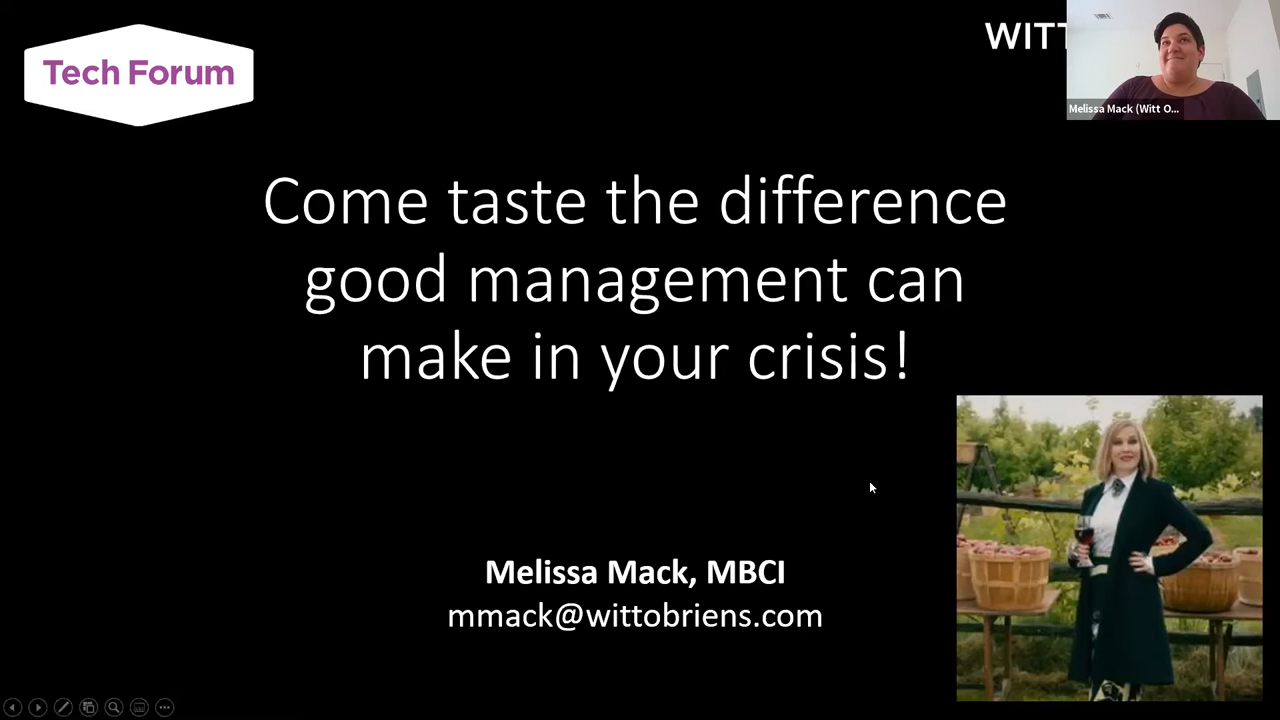 Tech Forum
WITT
Melissa Mack (Witt O...
Come taste the difference
good management can
make in your crisis!
Melissa Mack, MBCI
mmack@wittobriens.com